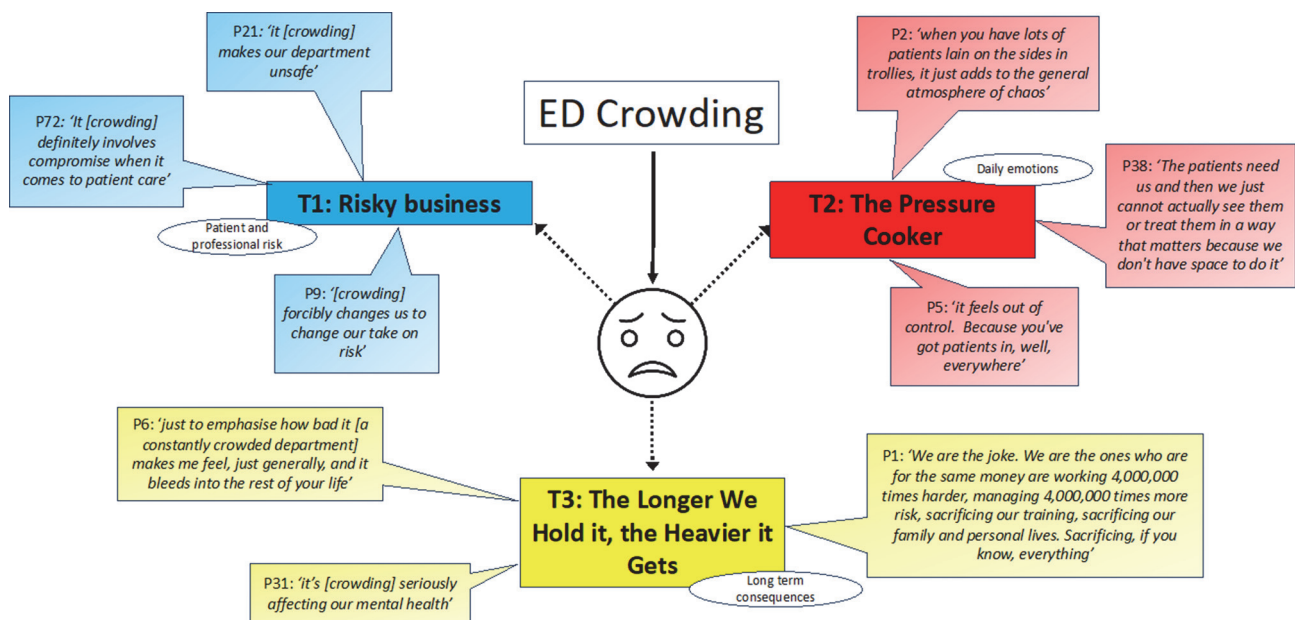 ED Crowding
P21: ‘it [crowding]
makes our department
unsafe’
P72: ‘It [crowding]
definitely involves
compromise when it
comes to patient care’
T1: Risky business
Patient and
professional risk
P9: ‘[crowding]
forcibly changes us to
change our take on
risk’
P2: ‘when you have lots of
patients lain on the sides in
trollies, it just adds to the general
atmosphere of chaos’
Daily emotions
P38: ‘The patients need
us and then we just
cannot actually see them
or treat them in a way
that matters because we
don't have space to do it’
T2: The Pressure
Cooker
P5: ‘it feels out of
control.  Because you've
got patients in, well,
everywhere’
P6: ‘just to emphasise how bad it [a
constantly crowded department]
makes me feel, just generally, and it
bleeds into the rest of your life’
P1: ‘We are the joke. We are the ones who are
for the same money are working 4,000,000
times harder, managing 4,000,000 times more
risk, sacrificing our training, sacrificing our
family and personal lives. Sacrificing, if you
know, everything’
T3: The Longer We
Hold it, the Heavier it
Gets
P31: ‘it’s [crowding] seriously
affecting our mental health’
Long term
consequences